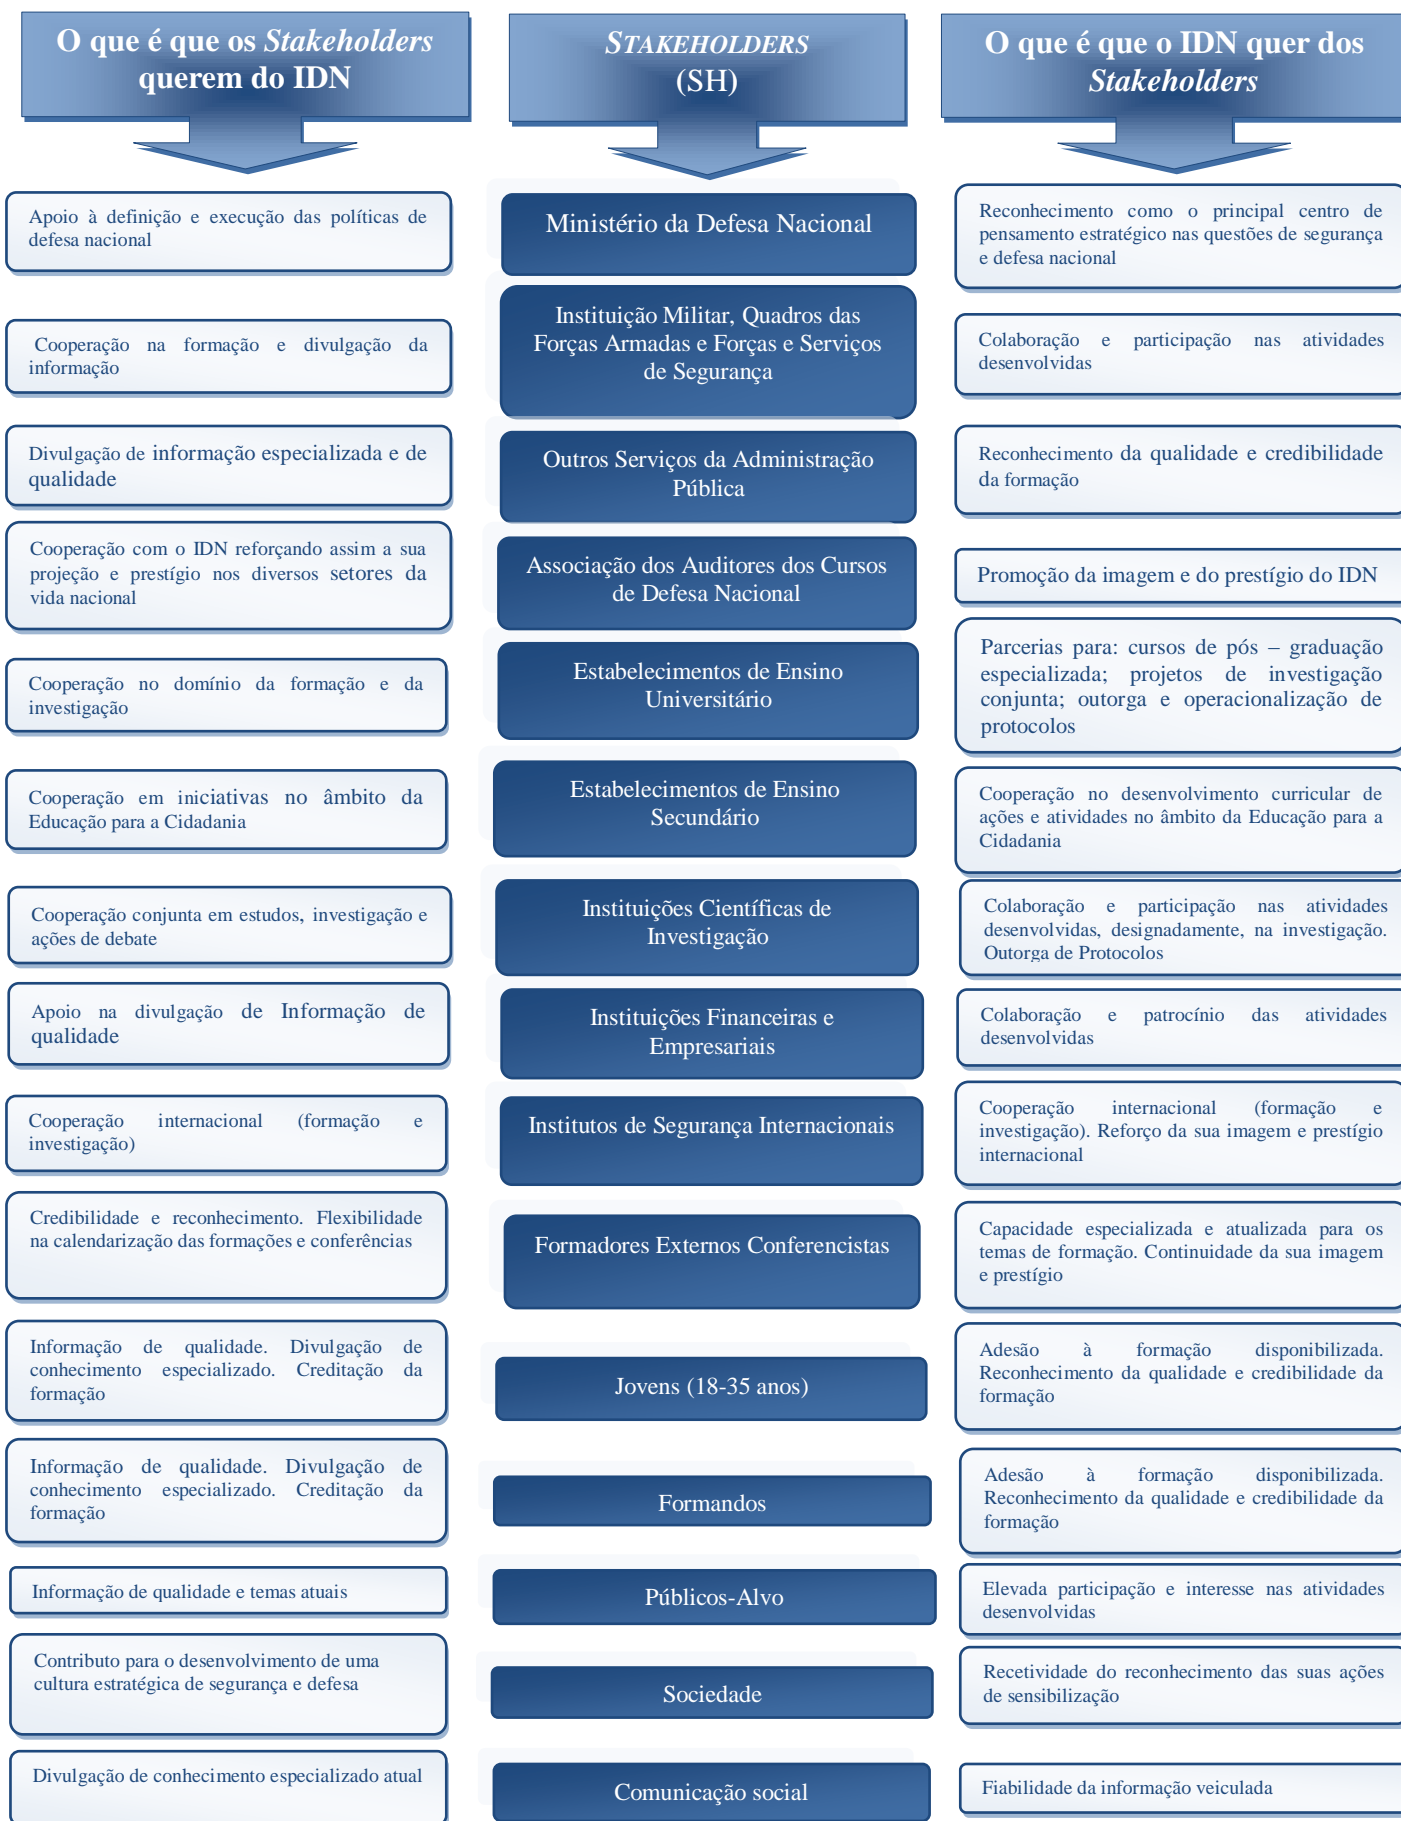 O que é que os Stakeholders
querem do IDN
STAKEHOLDERS
(SH)
O que é que o IDN quer dos
Stakeholders
Apoio à definição e execução das políticas de
defesa nacional
Ministério da Defesa Nacional
Reconhecimento como o principal centro de
pensamento estratégico nas questões de segurança
e defesa nacional
Cooperação na formação e divulgação da
informação
Instituição Militar, Quadros das
Forças Armadas e Forças e Serviços
de Segurança
Colaboração e participação nas atividades
desenvolvidas
Divulgação de informação especializada e de
qualidade
Outros Serviços da Administração
Pública
Reconhecimento da qualidade e credibilidade
da formação
Cooperação com o IDN reforçando assim a sua
projeção e prestígio nos diversos setores da
vida nacional
Associação dos Auditores dos Cursos
de Defesa Nacional
Promoção da imagem e do prestígio do IDN
Cooperação no domínio da formação e da
investigação
Estabelecimentos de Ensino
Universitário
Parcerias para: cursos de pós – graduação
especializada; projetos de investigação
conjunta; outorga e operacionalização de
protocolos
Cooperação em iniciativas no âmbito da
Educação para a Cidadania
Estabelecimentos de Ensino
Secundário
Cooperação no desenvolvimento curricular de
ações e atividades no âmbito da Educação para a
Cidadania
Cooperação conjunta em estudos, investigação e
ações de debate
Instituições Científicas de
Investigação
Colaboração e participação nas atividades
desenvolvidas, designadamente, na investigação.
Outorga de Protocolos
Apoio na divulgação de Informação de
qualidade
Instituições Financeiras e
Empresariais
Colaboração e patrocínio das atividades
desenvolvidas
Cooperação internacional (formação e
investigação)
Institutos de Segurança Internacionais
Cooperação internacional (formação e
investigação). Reforço da sua imagem e prestígio
internacional
Credibilidade e reconhecimento. Flexibilidade
na calendarização das formações e conferências
Formadores Externos Conferencistas
Capacidade especializada e atualizada para os
temas de formação. Continuidade da sua imagem
e prestígio
Informação de qualidade. Divulgação de
conhecimento especializado. Creditação da
formação
Jovens (18-35 anos)
Adesão à formação disponibilizada.
Reconhecimento da qualidade e credibilidade da
formação
Informação de qualidade. Divulgação de
conhecimento especializado. Creditação da
formação
Formandos
Adesão à formação disponibilizada.
Reconhecimento da qualidade e credibilidade da
formação
Informação de qualidade e temas atuais
Públicos-Alvo
Elevada participação e interesse nas atividades
desenvolvidas
Contributo para o desenvolvimento de uma
cultura estratégica de segurança e defesa
Sociedade
Recetividade do reconhecimento das suas ações
de sensibilização
Divulgação de conhecimento especializado atual
Comunicação social
Fiabilidade da informação veiculada